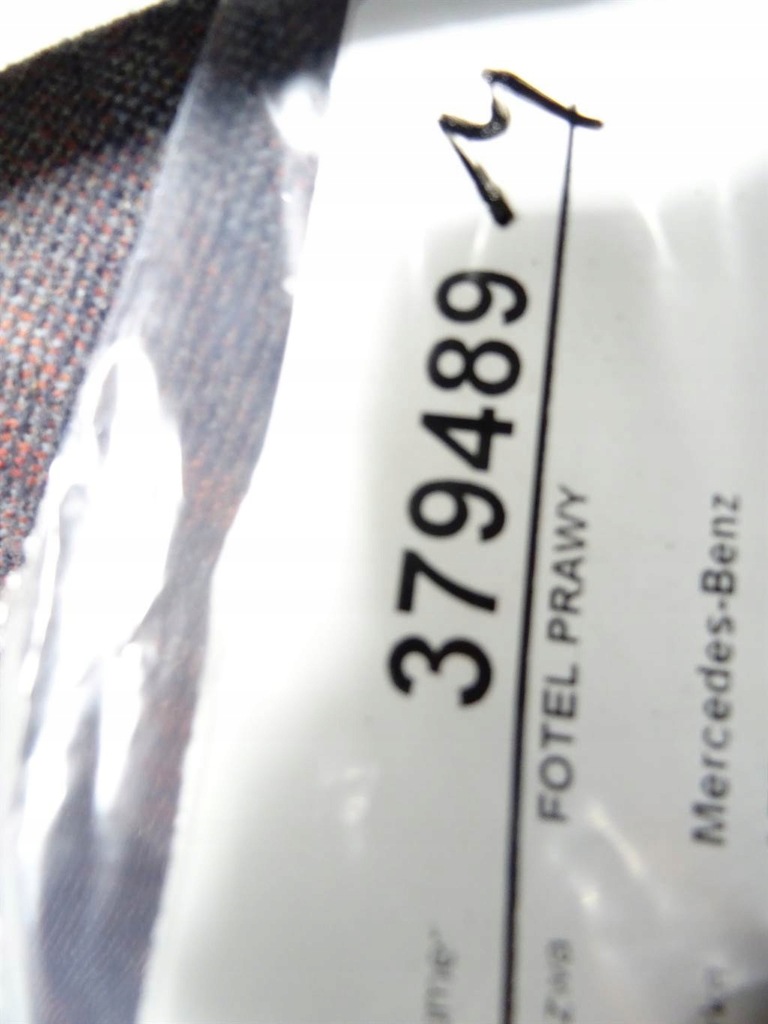 379489 M
FOTEL PRAWY
Mercedes-Benz